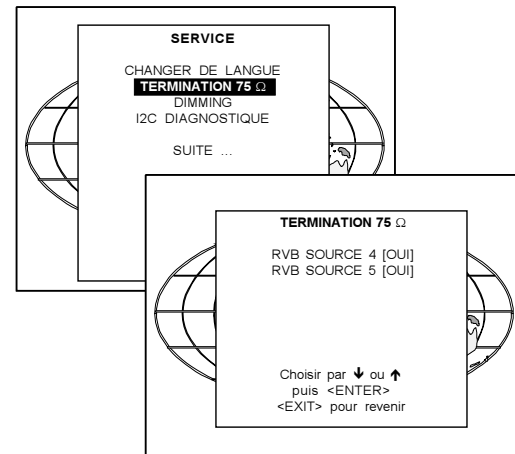 SERVICE
CHANGER DE LANGUE
TERMINATION 75 Ω
DIMMING
I2C DIAGNOSTIQUE
SUITE ...
TERMINATION 75 Ω
RVB SOURCE 4 [OUI]
RVB SOURCE 5 [OUI]
Choisir par ↓ ou ↑
puis <ENTER>
<EXIT> pour revenir